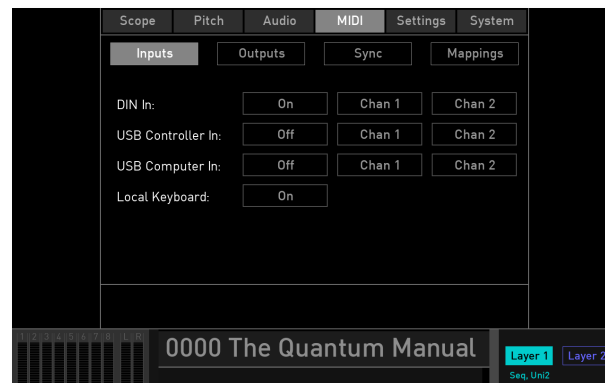 Scope Pitch Audio MIDI Settings System
Inputs Outputs Sync Mappings
DIN In: On Chan 1 Chan 2
USB Controller In: Off Chan 1 Chan 2
USB Computer In: Off Chan 1 Chan 2
Local Keyboard: On
1 2 3 4 5 6 7 8 L R
0000 The Quantum Manual
Layer 1 Layer 2
Seq, Uni2